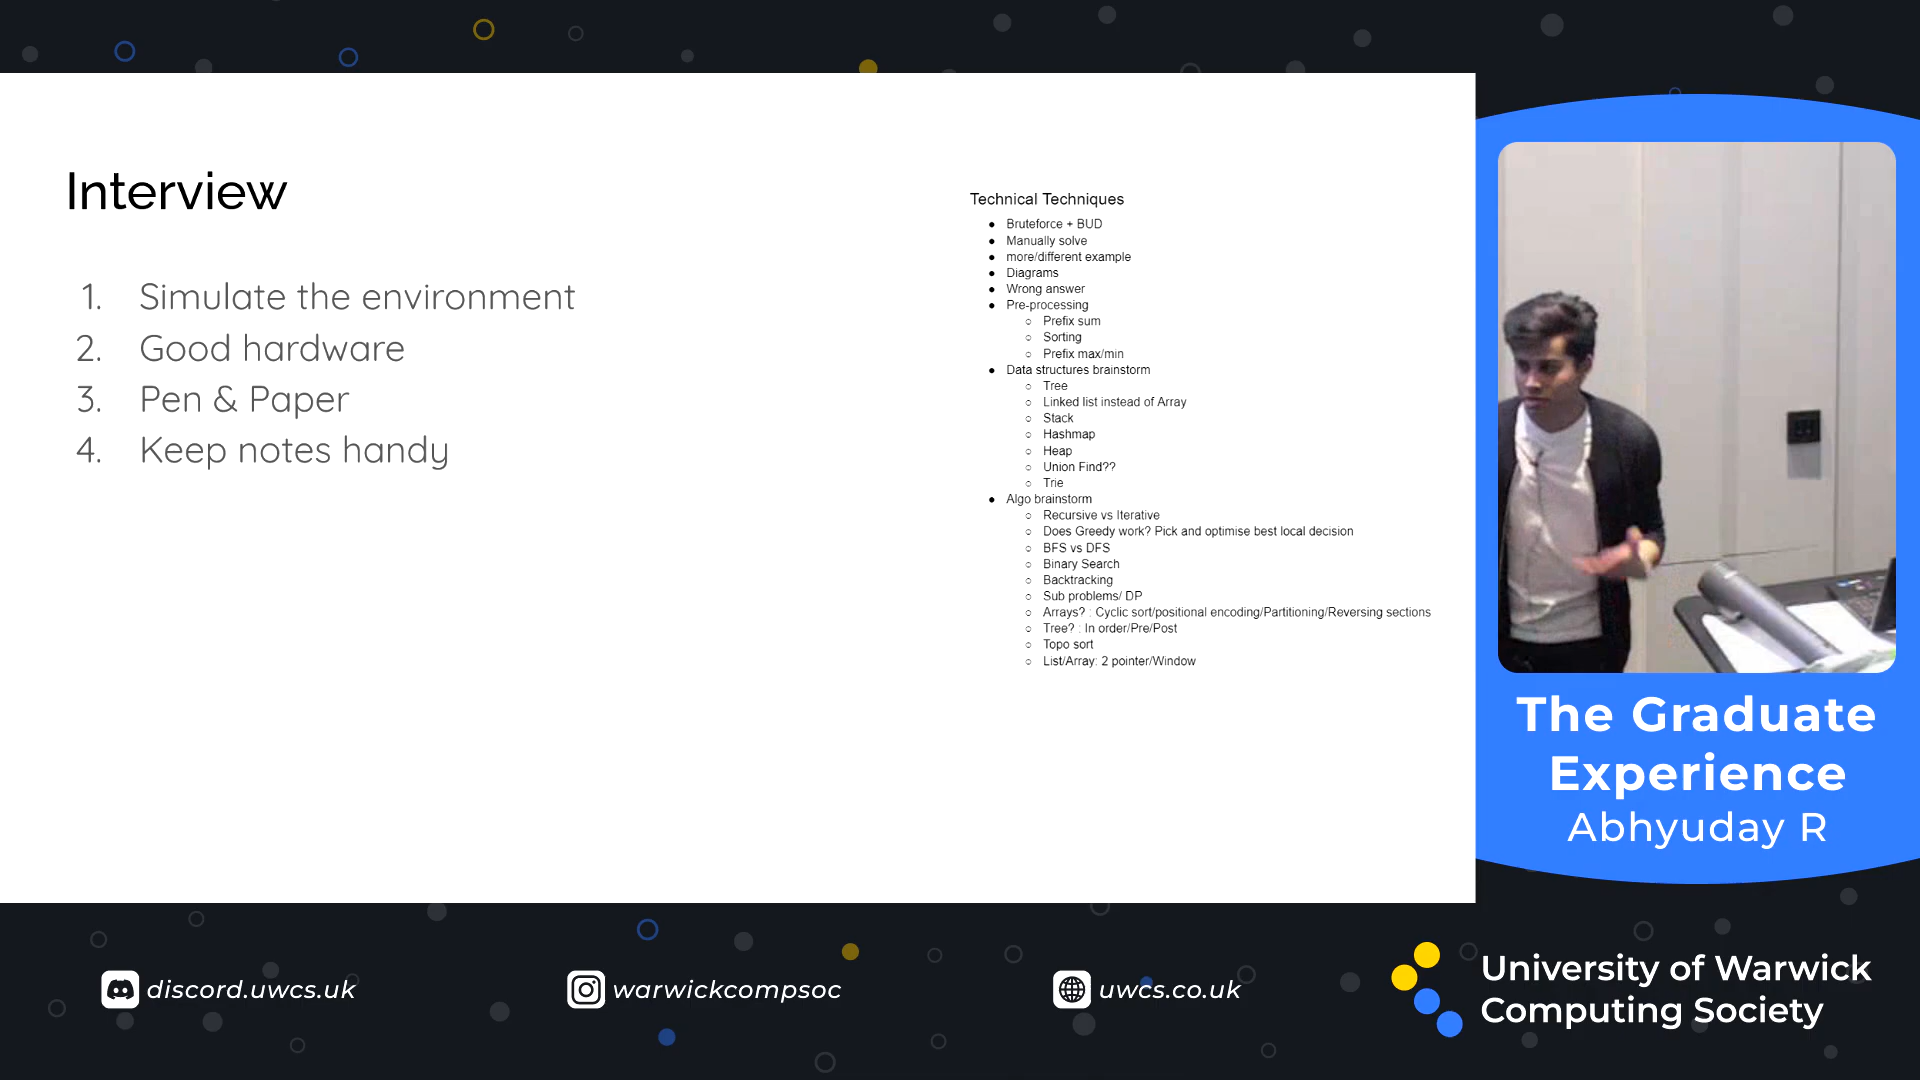 Interview
1. Simulate the environment
2. Good hardware
3. Pen & Paper
4. Keep notes handy
Technical Techniques
● Bruteforce + BUD
● Manually solve
● more/different example
● Diagrams
● Wrong answer
● Pre-processing
○ Prefix sum
○ Sorting
○ Prefix max/min
● Data structures brainstorm
○ Tree
○ Linked list instead of Array
○ Stack
○ Hashmap
○ Heap
○ Union Find??
○ Trie
● Algo brainstorm
○ Recursive vs Iterative
○ Does Greedy work? Pick and optimise best local decision
○ BFS vs DFS
○ Binary Search
○ Backtracking
○ Sub problems/ DP
○ Arrays? : Cyclic sort/positional encoding/Partitioning/Reversing sections
○ Tree? : In order/Pre/Post
○ Topo sort
○ List/Array: 2 pointer/Window
The Graduate
Experience
Abhyuday R
discord.uwcs.uk
warwickcompsoc
uwcs.co.uk
University of Warwick
Computing Society